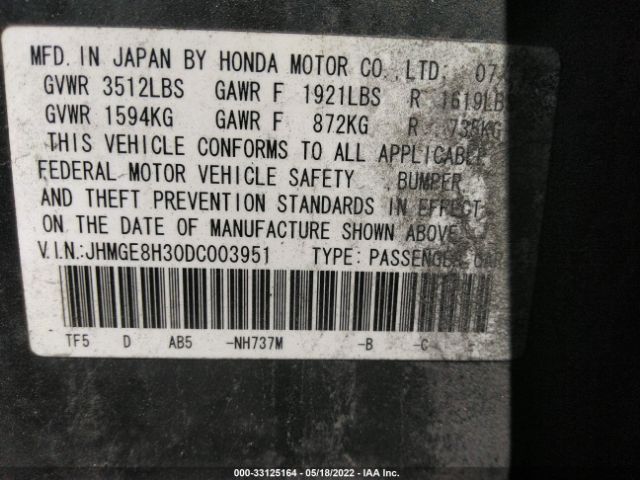 MFD. IN JAPAN BY HONDA MOTOR CO., LTD.
GVWR 3512LBS GAWR F 1921LBS R 1619LBS
GVWR 1594KG GAWR F 872KG R 735KG
THIS VEHICLE CONFORMS TO ALL APPLICABLE
FEDERAL MOTOR VEHICLE SAFETY, BUMPER,
AND THEFT PREVENTION STANDARDS IN EFFECT
ON THE DATE OF MANUFACTURE SHOWN ABOVE.
V.I.N.:JHMGE8H30DC003951 TYPE: PASSENGER CAR
TF5 D AB5 -NH737M -B -C -
000-33125164 - 05/18/2022 - IAA Inc.